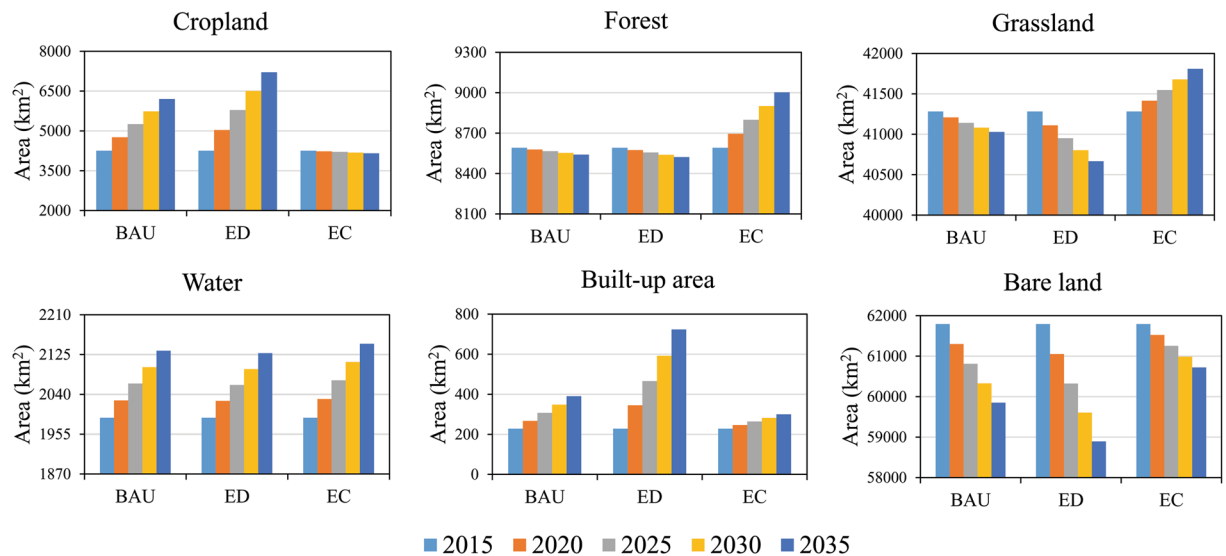 Cropland
Area (km²)
8000
6500
5000
3500
2000
BAU ED EC
Forest
Area (km²)
9300
9000
8700
8400
8100
BAU ED EC
Grassland
Area (km²)
42000
41500
41000
40500
40000
BAU ED EC
Water
Area (km²)
2210
2125
2040
1955
1870
BAU ED EC
Built-up area
Area (km²)
800
600
400
200
0
BAU ED EC
Bare land
Area (km²)
62000
61000
60000
59000
58000
BAU ED EC
2015 2020 2025 2030 2035